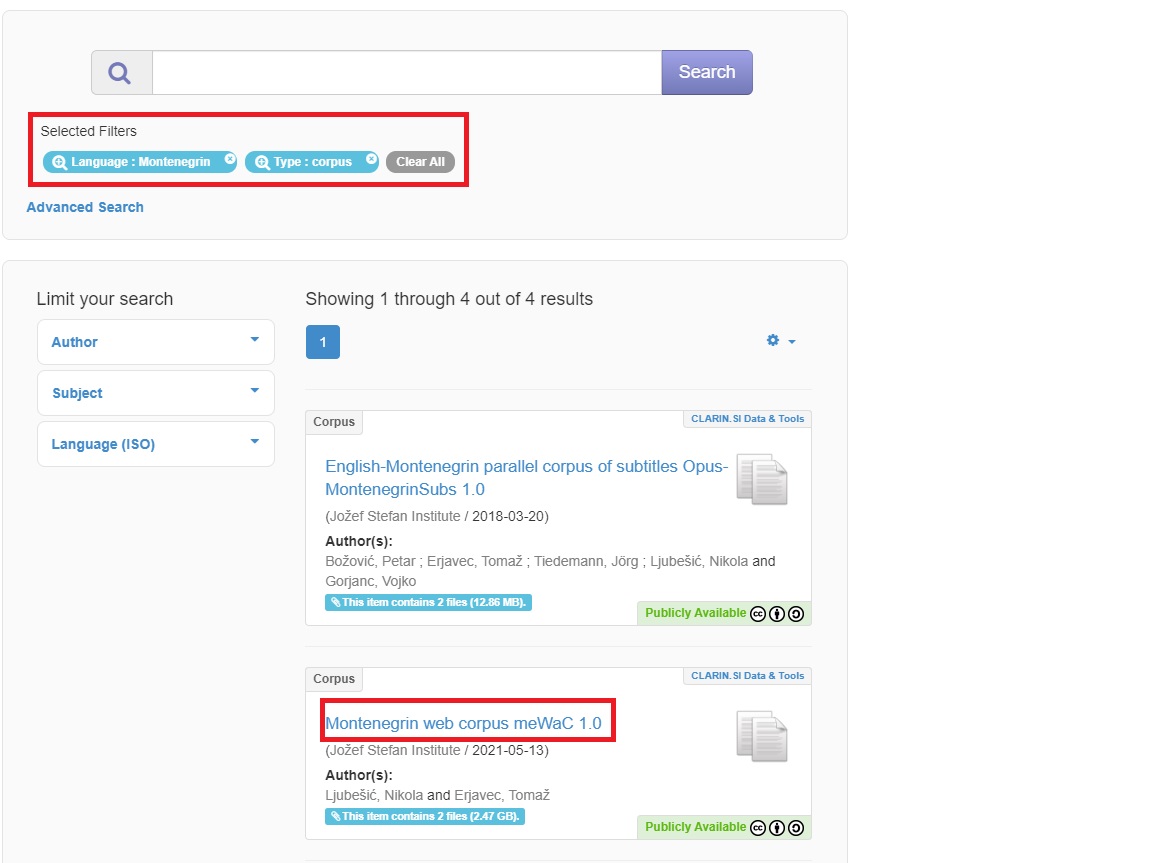 Search
Selected Filters
Language : Montenegrin
Type : corpus
Clear All
Advanced Search
Limit your search
Author
Subject
Language (ISO)
Showing 1 through 4 out of 4 results
1
Corpus
CLARIN.SI Data & Tools
English-Montenegrin parallel corpus of subtitles Opus-
MontenegrinSubs 1.0
(Jožef Stefan Institute / 2018-03-20)
Author(s):
Božović, Petar ; Erjavec, Tomaž ; Tiedemann, Jörg ; Ljubešić, Nikola and
Gorjanc, Vojko
This item contains 2 files (12.86 MB).
Publicly Available
Corpus
CLARIN.SI Data & Tools
Montenegrin web corpus meWaC 1.0
(Jožef Stefan Institute / 2021-05-13)
Author(s):
Ljubešić, Nikola and Erjavec, Tomaž
This item contains 2 files (2.47 GB).
Publicly Available